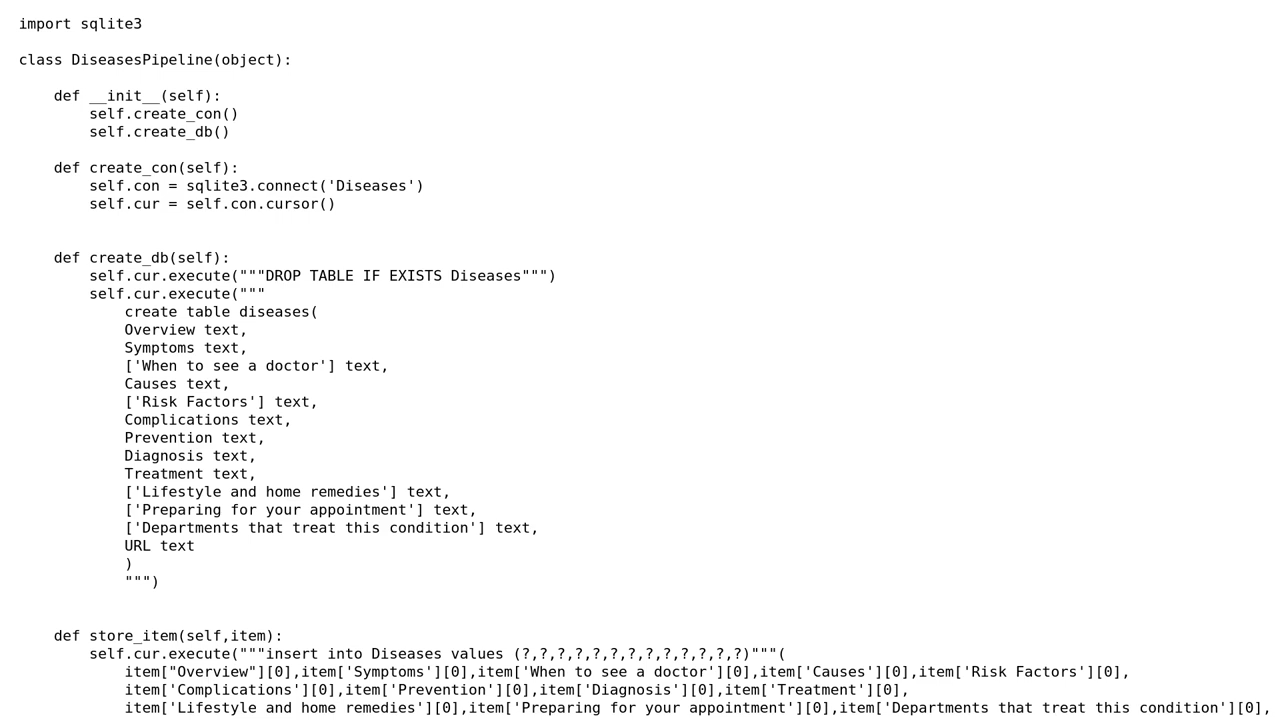 import sqlite3
class DiseasesPipeline(object):
    def __init__(self):
        self.create_con()
        self.create_db()
    def create_con(self):
        self.con = sqlite3.connect('Diseases')
        self.cur = self.con.cursor()
    def create_db(self):
        self.cur.execute("""DROP TABLE IF EXISTS Diseases""")
        self.cur.execute("""
            create table diseases(
            Overview text,
            Symptoms text,
            ['When to see a doctor'] text,
            Causes text,
            ['Risk Factors'] text,
            Complications text,
            Prevention text,
            Diagnosis text,
            Treatment text,
            ['Lifestyle and home remedies'] text,
            ['Preparing for your appointment'] text,
            ['Departments that treat this condition'] text,
            URL text
            )
            """)
    def store_item(self,item):
        self.cur.execute("""insert into Diseases values (?,?,?,?,?,?,?,?,?,?,?,?,?)"""(
            item["Overview"][0],item['Symptoms'][0],item['When to see a doctor'][0],item['Causes'][0],item['Risk Factors'][0],
            item['Complications'][0],item['Prevention'][0],item['Diagnosis'][0],item['Treatment'][0],
            item['Lifestyle and home remedies'][0],item['Preparing for your appointment'][0],item['Departments that treat this condition'][0],